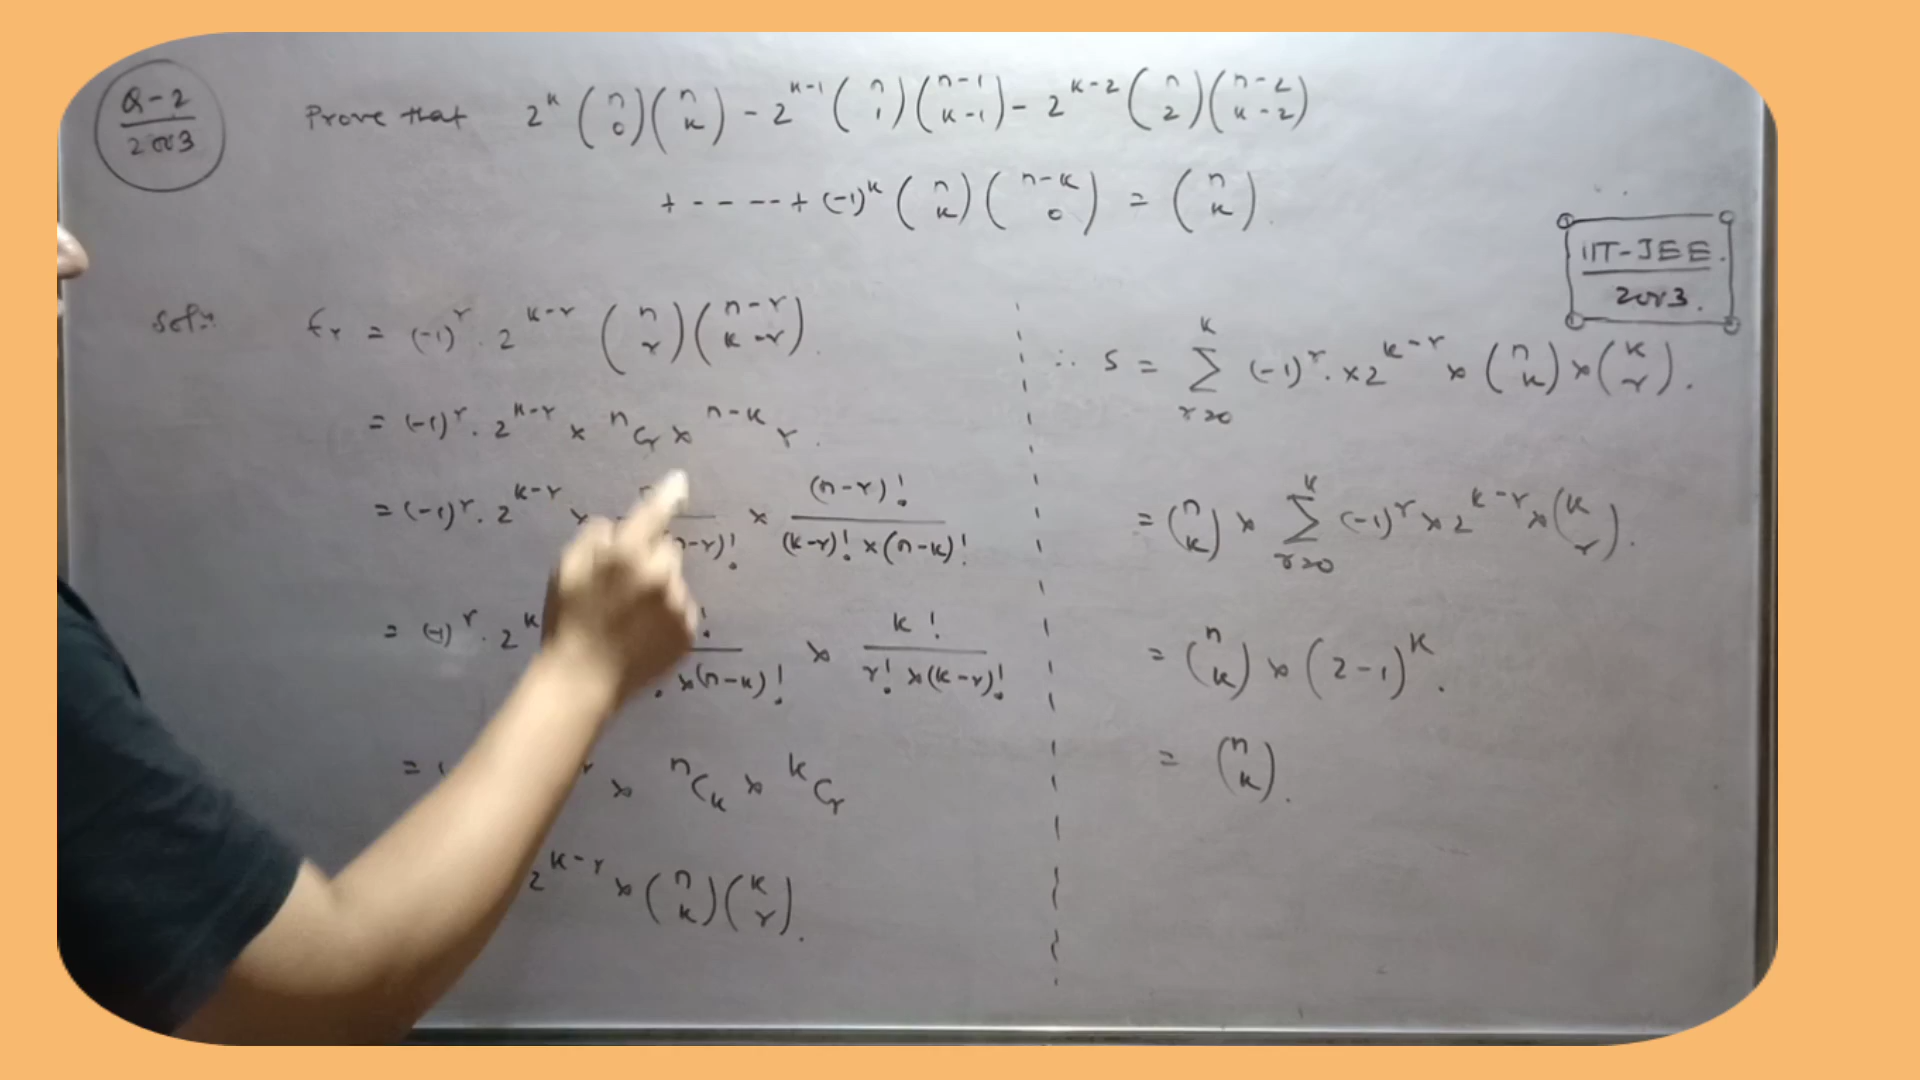 Q-2
2003
Prove that 2^k (n 0)(n k) - 2^{k-1} (n 1)(n-1 k-1) - 2^{k-2} (n 2)(n-2 k-2)
+ - - - -- + (-1)^k (n k)(n-k 0) = (n k).
IIT-JEE.
2003.
Sol^n:
t_r = (-1)^r . 2^{k-r} (n r)(n-r k-r).
= (-1)^r . 2^{k-r} × ^nC_r × ^{n-k} r.
= (-1)^r . 2^{k-r} × (n-r)! × (n-r)! / (k-r)! × (n-k)!
= (-1)^r . 2^k ! / ! × (n-k)! × k! / r! × (k-r)!
= ( r × ^nC_k × ^kC_r
2^{k-r} × (n k)(k r).
∴ S = Σ_{r=0}^k (-1)^r . × 2^{k-r} × (n k) × (k r).
= (n k) × Σ_{r=0}^k (-1)^r × 2^{k-r} × (k r).
= (n k) × (2-1)^k.
= (n k).